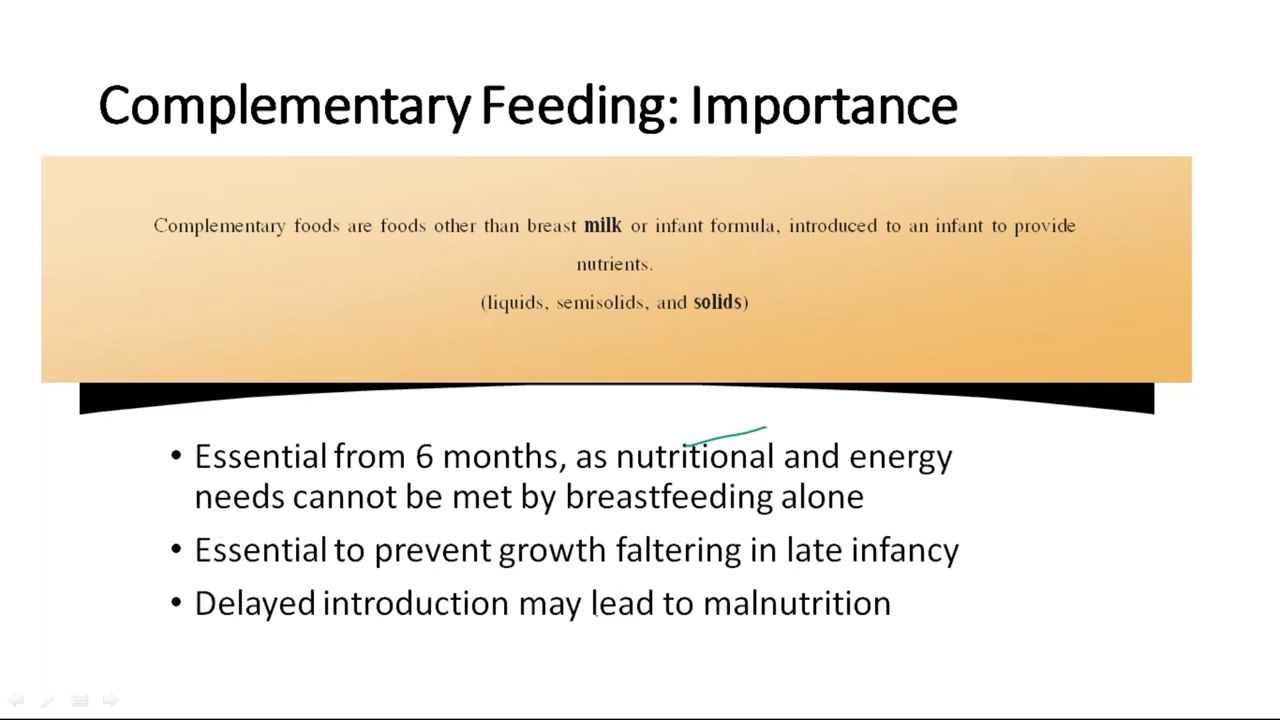 Complementary Feeding: Importance
Complementary foods are foods other than breast milk or infant formula, introduced to an infant to provide
nutrients.
(liquids, semisolids, and solids)
• Essential from 6 months, as nutritional and energy
needs cannot be met by breastfeeding alone
• Essential to prevent growth faltering in late infancy
• Delayed introduction may lead to malnutrition